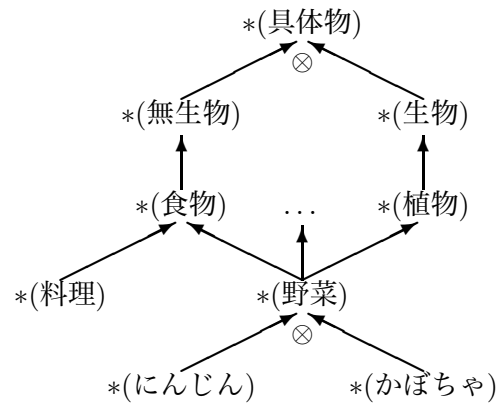 *(具体物)
⊗
*(無生物) *(生物)
*(食物) ... *(植物)
*(料理) *(野菜)
⊗
*(にんじん) *(かぼちゃ)